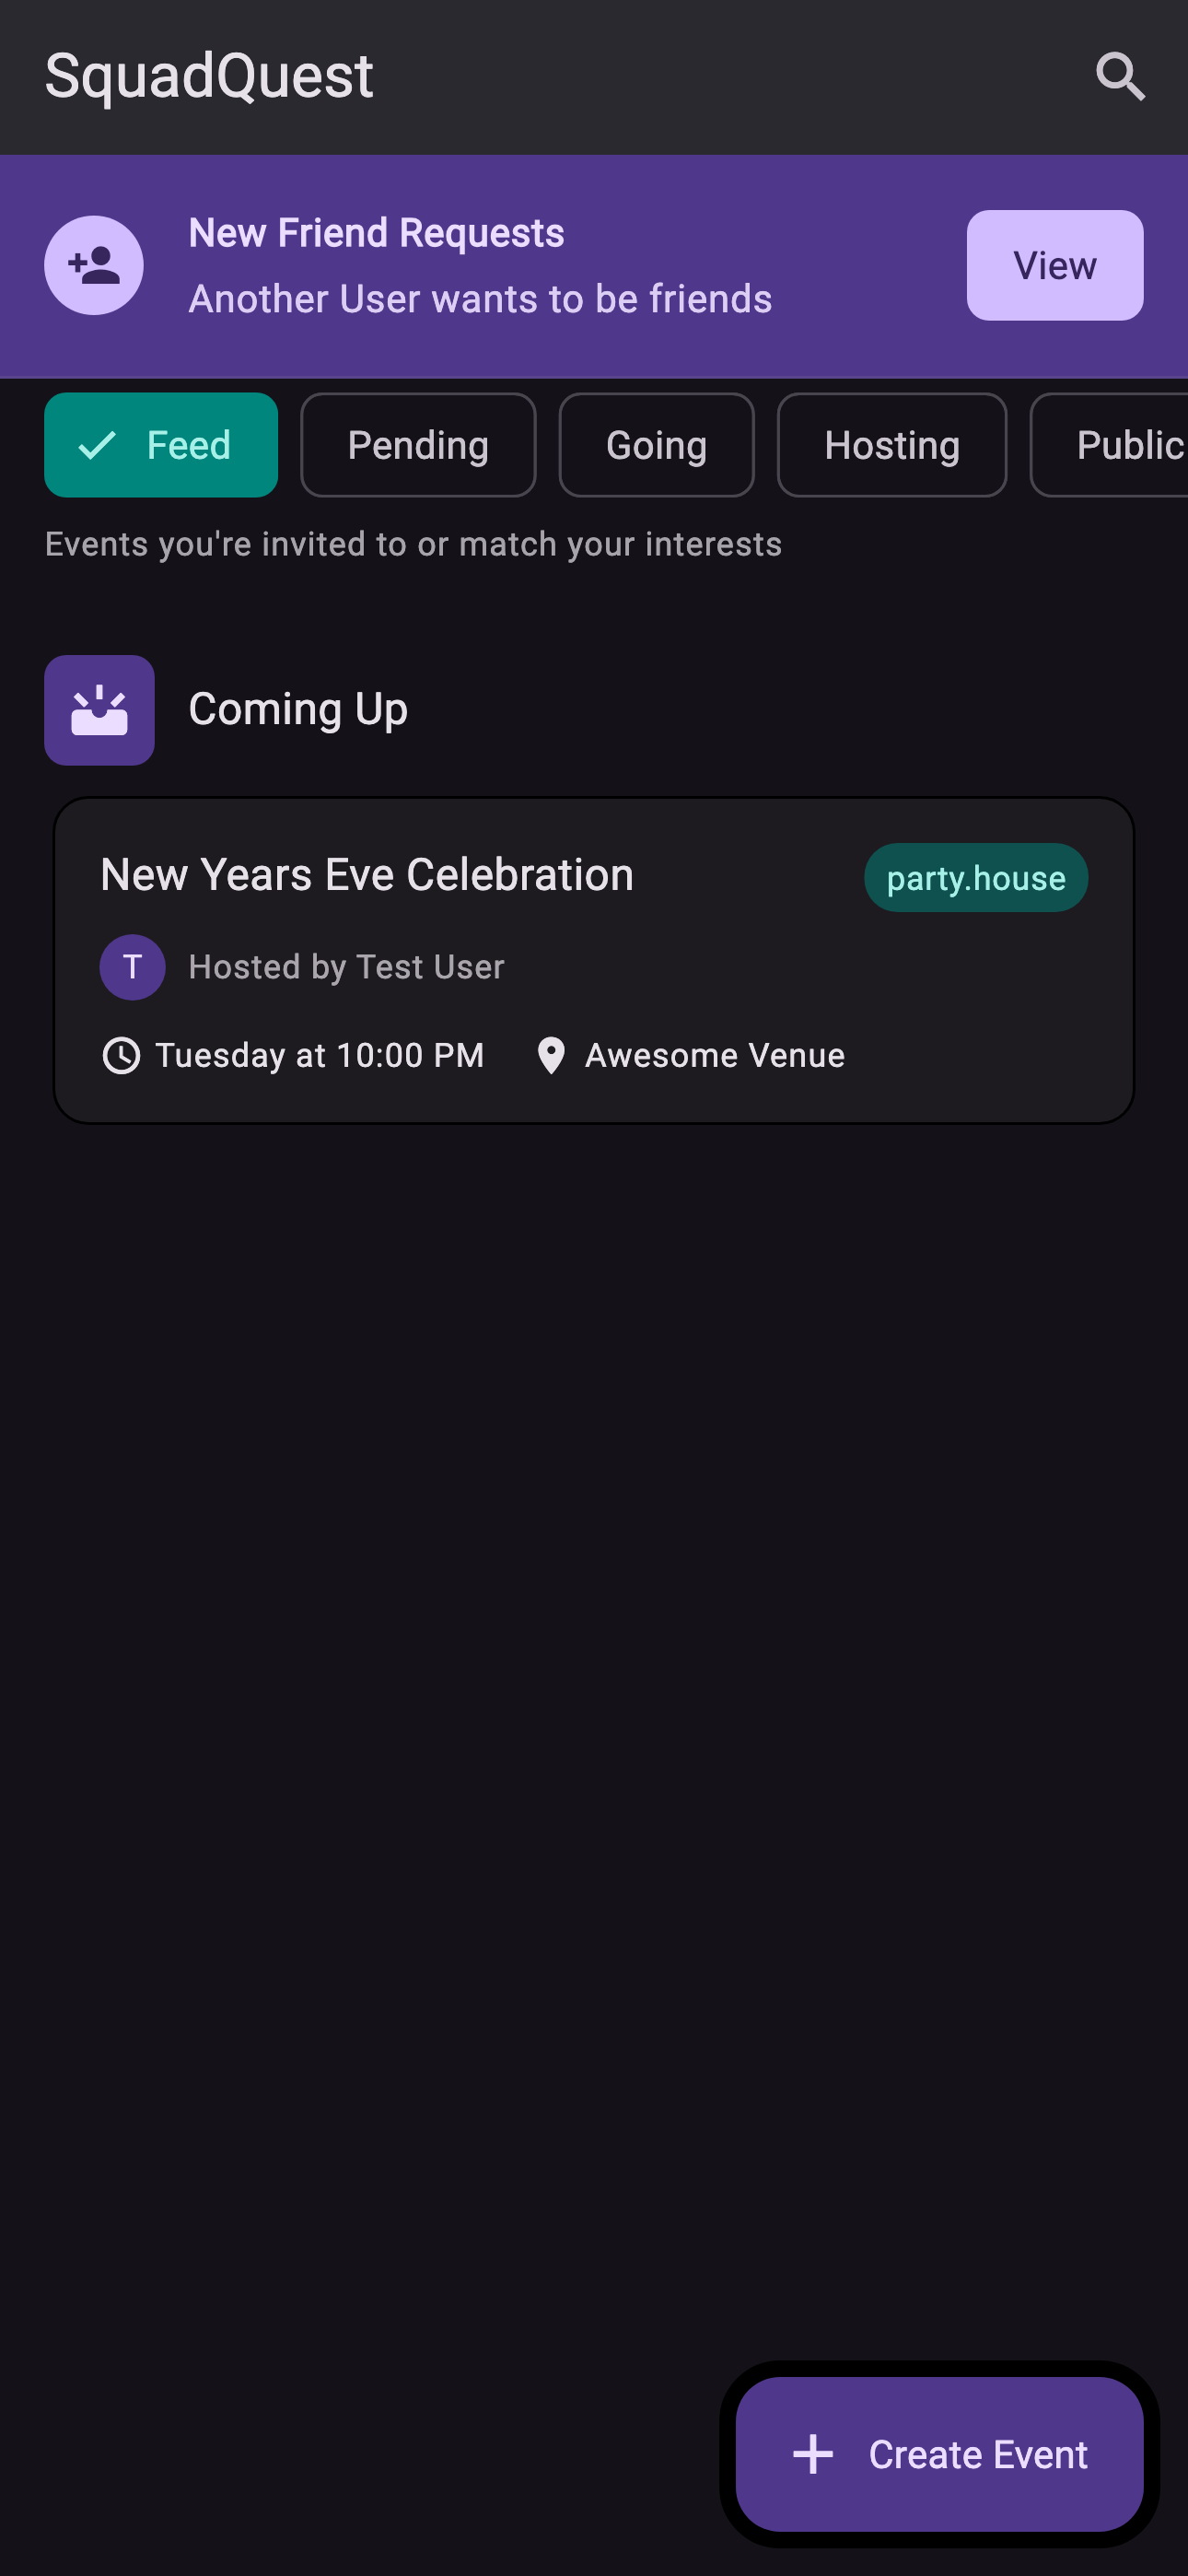 SquadQuest
New Friend Requests
Another User wants to be friends
View
Feed
Pending
Going
Hosting
Public
Events you're invited to or match your interests
Coming Up
New Years Eve Celebration
party.house
T
Hosted by Test User
Tuesday at 10:00 PM
Awesome Venue
Create Event